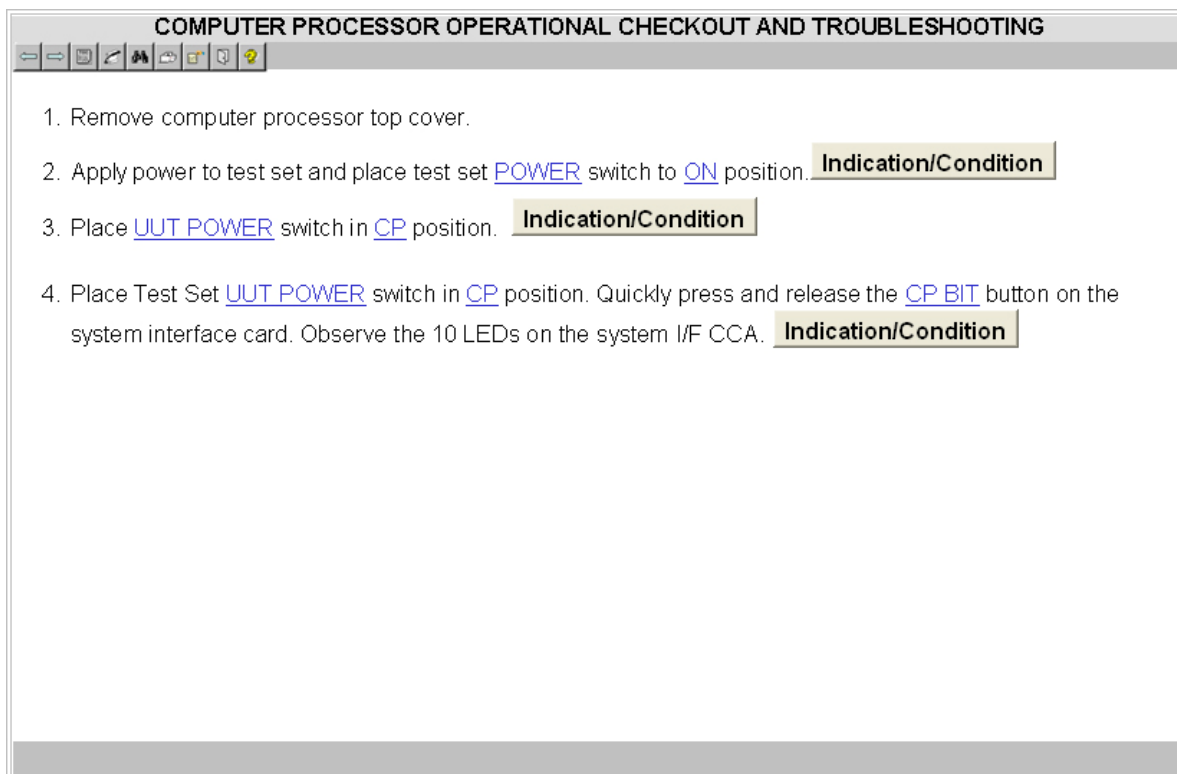 COMPUTER PROCESSOR OPERATIONAL CHECKOUT AND TROUBLESHOOTING
1. Remove computer processor top cover.
2. Apply power to test set and place test set POWER switch to ON position. Indication/Condition
3. Place UUT POWER switch in CP position. Indication/Condition
4. Place Test Set UUT POWER switch in CP position. Quickly press and release the CP BIT button on the
system interface card. Observe the 10 LEDs on the system I/F CCA. Indication/Condition